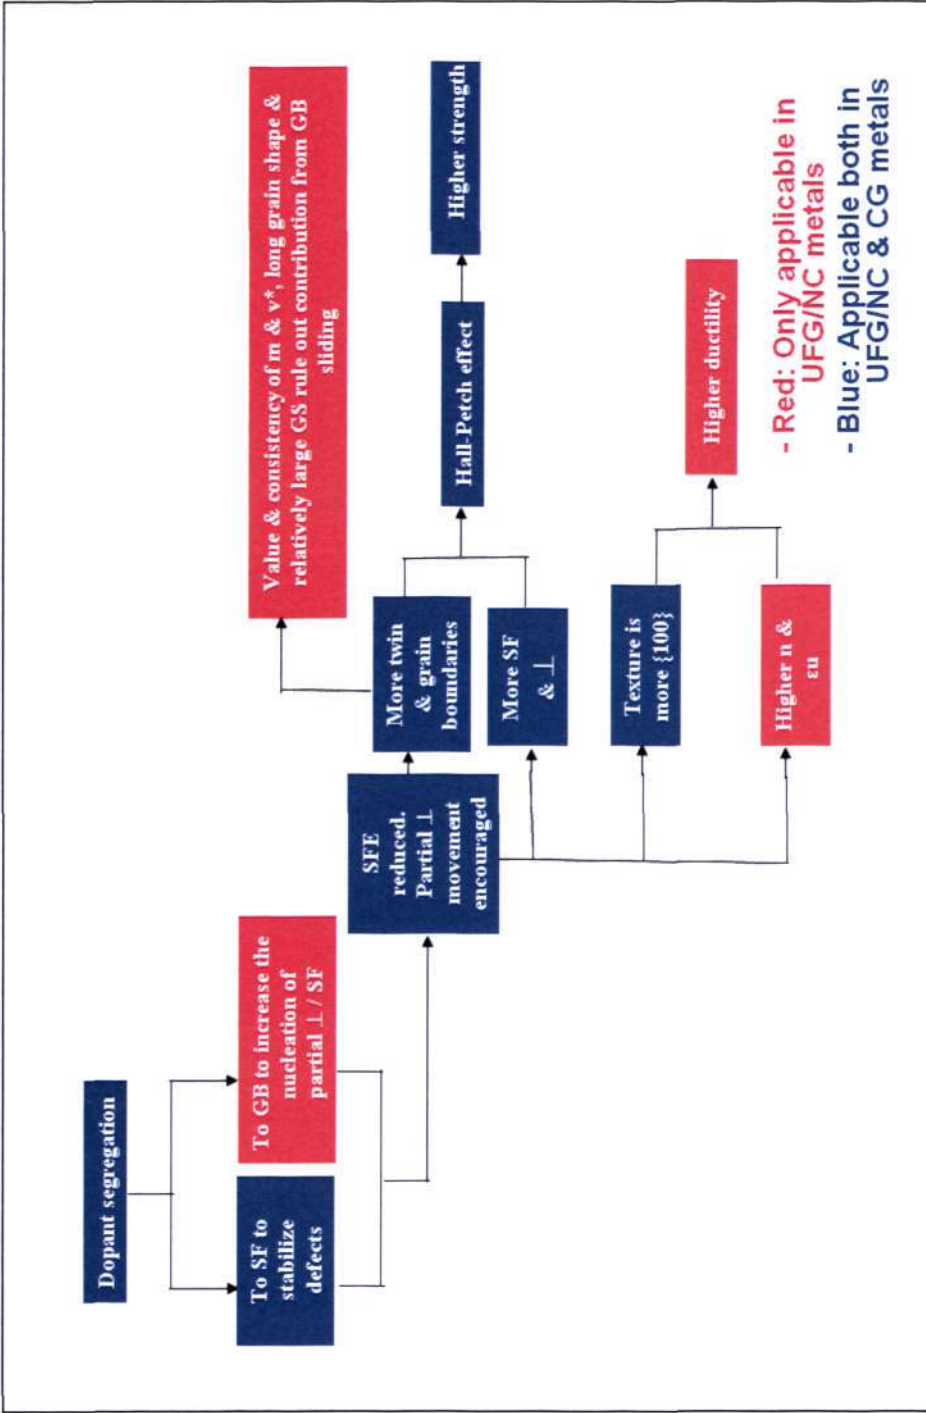 Dopant segregation
To SF to
stabilize
defects
To GB to increase the
nucleation of
partial ⊥ / SF
SFE
reduced.
Partial ⊥
movement
encouraged
More twin
& grain
boundaries
More SF
& ⊥
Texture is
more {100}
Higher n &
εu
Value & consistency of m & v*, long grain shape &
relatively large GS rule out contribution from GB
sliding
Hall-Petch effect
Higher strength
Higher ductility
- Red: Only applicable in
UFG/NC metals
- Blue: Applicable both in
UFG/NC & CG metals